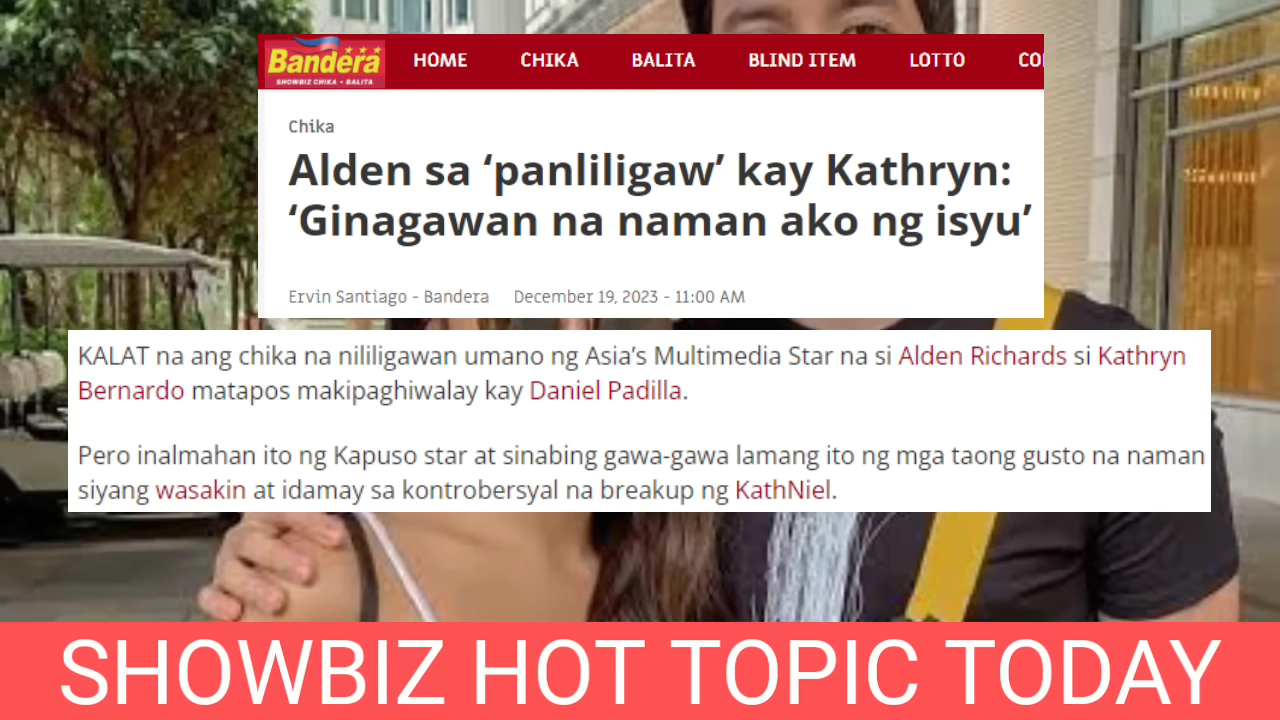 Bandera
SHOWBIZ CHIKA • BALITA
HOME CHIKA BALITA BLIND ITEM LOTTO
Chika
Alden sa ‘panliligaw’ kay Kathryn:
‘Ginagawan na naman ako ng isyu’
Ervin Santiago - Bandera December 19, 2023 - 11:00 AM
KALAT na ang chika na nililigawan umano ng Asia’s Multimedia Star na si Alden Richards si Kathryn
Bernardo matapos makipaghiwalay kay Daniel Padilla.
Pero inalmahan ito ng Kapuso star at sinabing gawa-gawa lamang ito ng mga taong gusto na naman
siyang wasakin at idamay sa kontrobersyal na breakup ng KathNiel.
SHOWBIZ HOT TOPIC TODAY